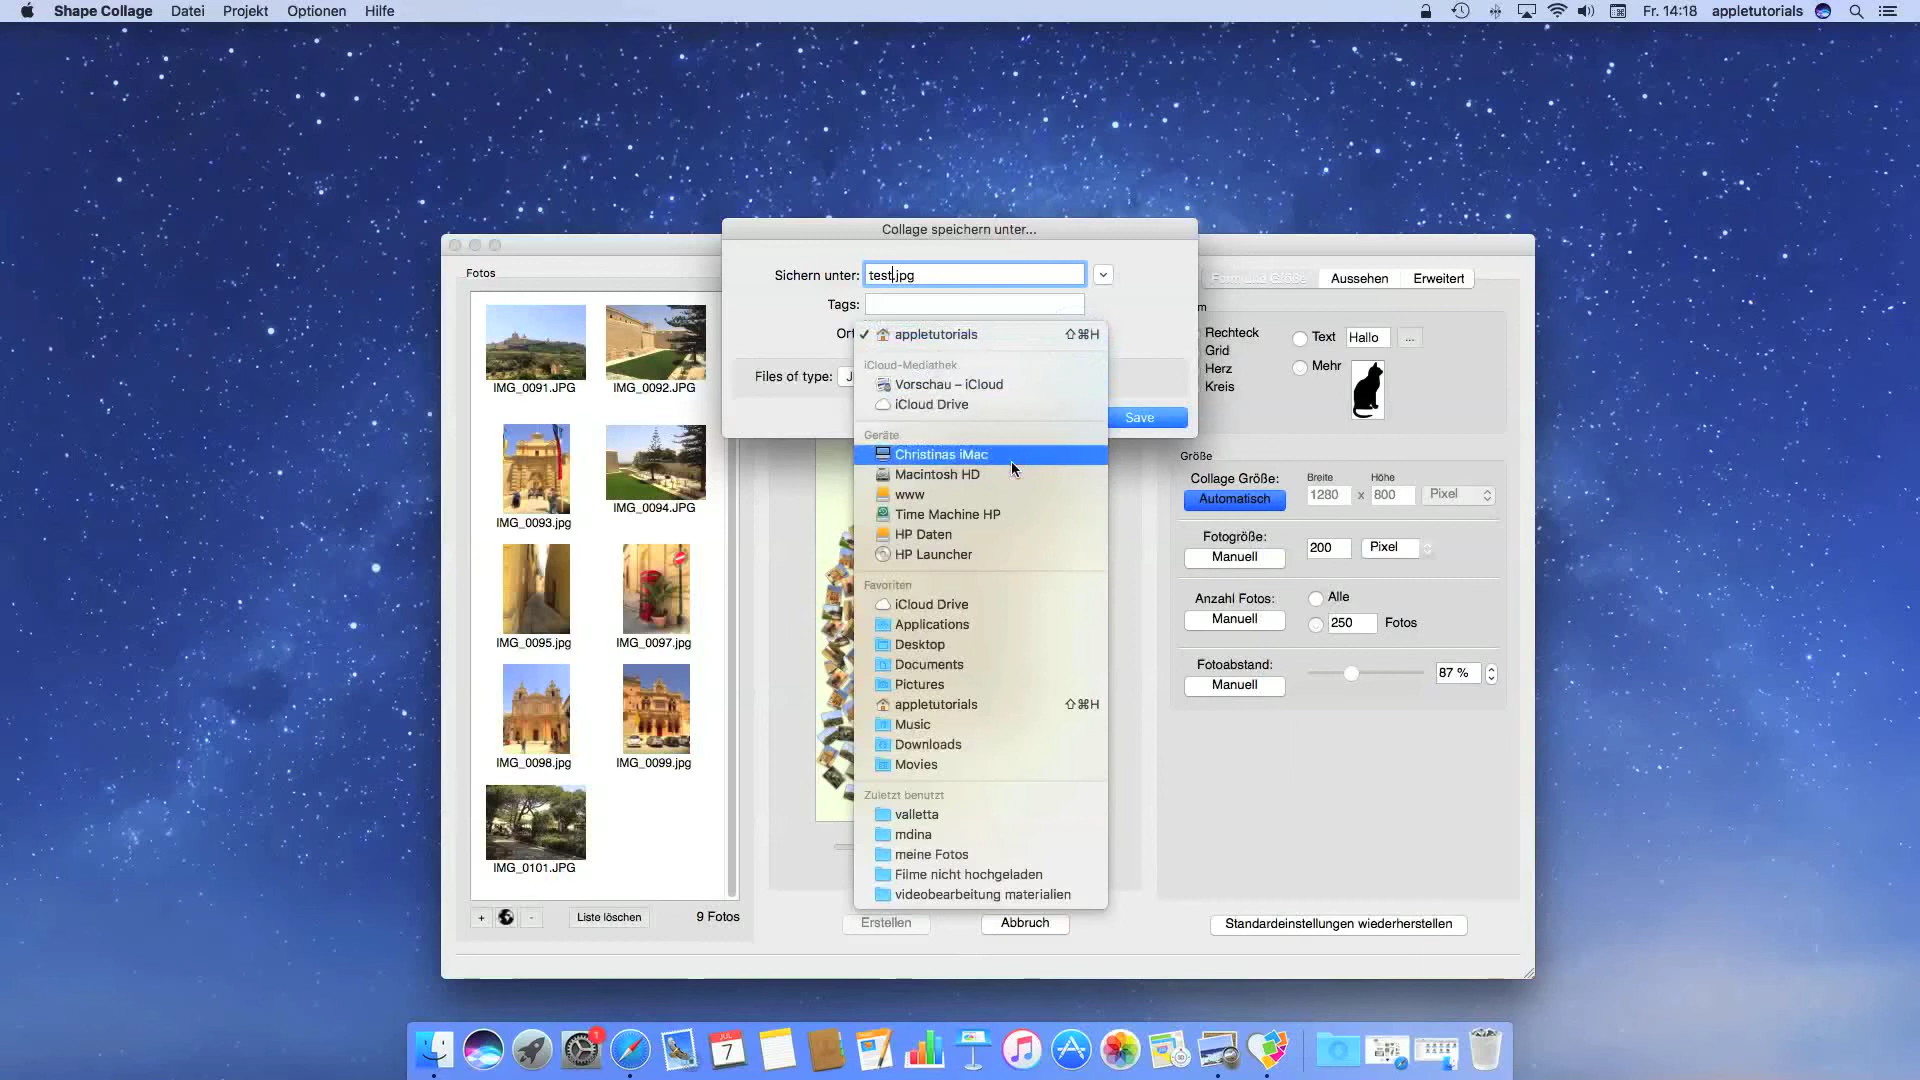 Shape Collage Datei Projekt Optionen Hilfe
Fr. 14:18 appletutorials
Collage speichern unter...
Sichern unter: test.jpg
Tags:
Ort
appletutorials ⇧⌘H
iCloud-Mediathek
Vorschau – iCloud
iCloud Drive
Geräte
Christinas iMac
Macintosh HD
www
Time Machine HP
HP Daten
HP Launcher
Favoriten
iCloud Drive
Applications
Desktop
Documents
Pictures
appletutorials ⇧⌘H
Music
Downloads
Movies
Zuletzt benutzt
valletta
mdina
meine Fotos
Filme nicht hochgeladen
videobearbeitung materialien
Files of type: J
Save
Fotos
IMG_0091.JPG IMG_0092.JPG
IMG_0093.jpg IMG_0094.JPG
IMG_0095.jpg IMG_0097.jpg
IMG_0098.jpg IMG_0099.jpg
IMG_0101.JPG
+ - Liste löschen 9 Fotos
Erstellen Abbruch
Form und Größe Aussehen Erweitert
m
Rechteck
Grid
Herz
Kreis
Text Hallo ...
Mehr
Größe
Collage Größe: Breite Höhe
Automatisch 1280 x 800 Pixel
Fotogröße:
Manuell 200 Pixel
Anzahl Fotos: Alle
Manuell 250 Fotos
Fotoabstand:
Manuell 87 %
Standardeinstellungen wiederherstellen
1
JUL
7